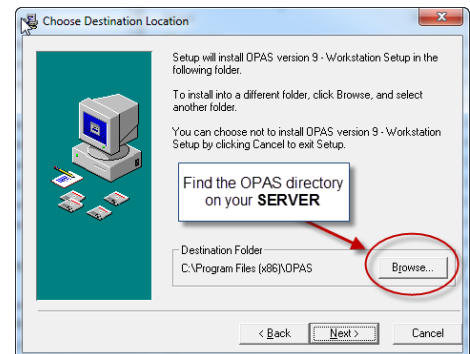 Choose Destination Location
Setup will install OPAS version 9 - Workstation Setup in the
following folder.
To install into a different folder, click Browse, and select
another folder.
You can choose not to install OPAS version 9 - Workstation
Setup by clicking Cancel to exit Setup.
Find the OPAS directory
on your SERVER
Destination Folder
C:\Program Files (x86)\OPAS
Browse...
< Back
Next >
Cancel